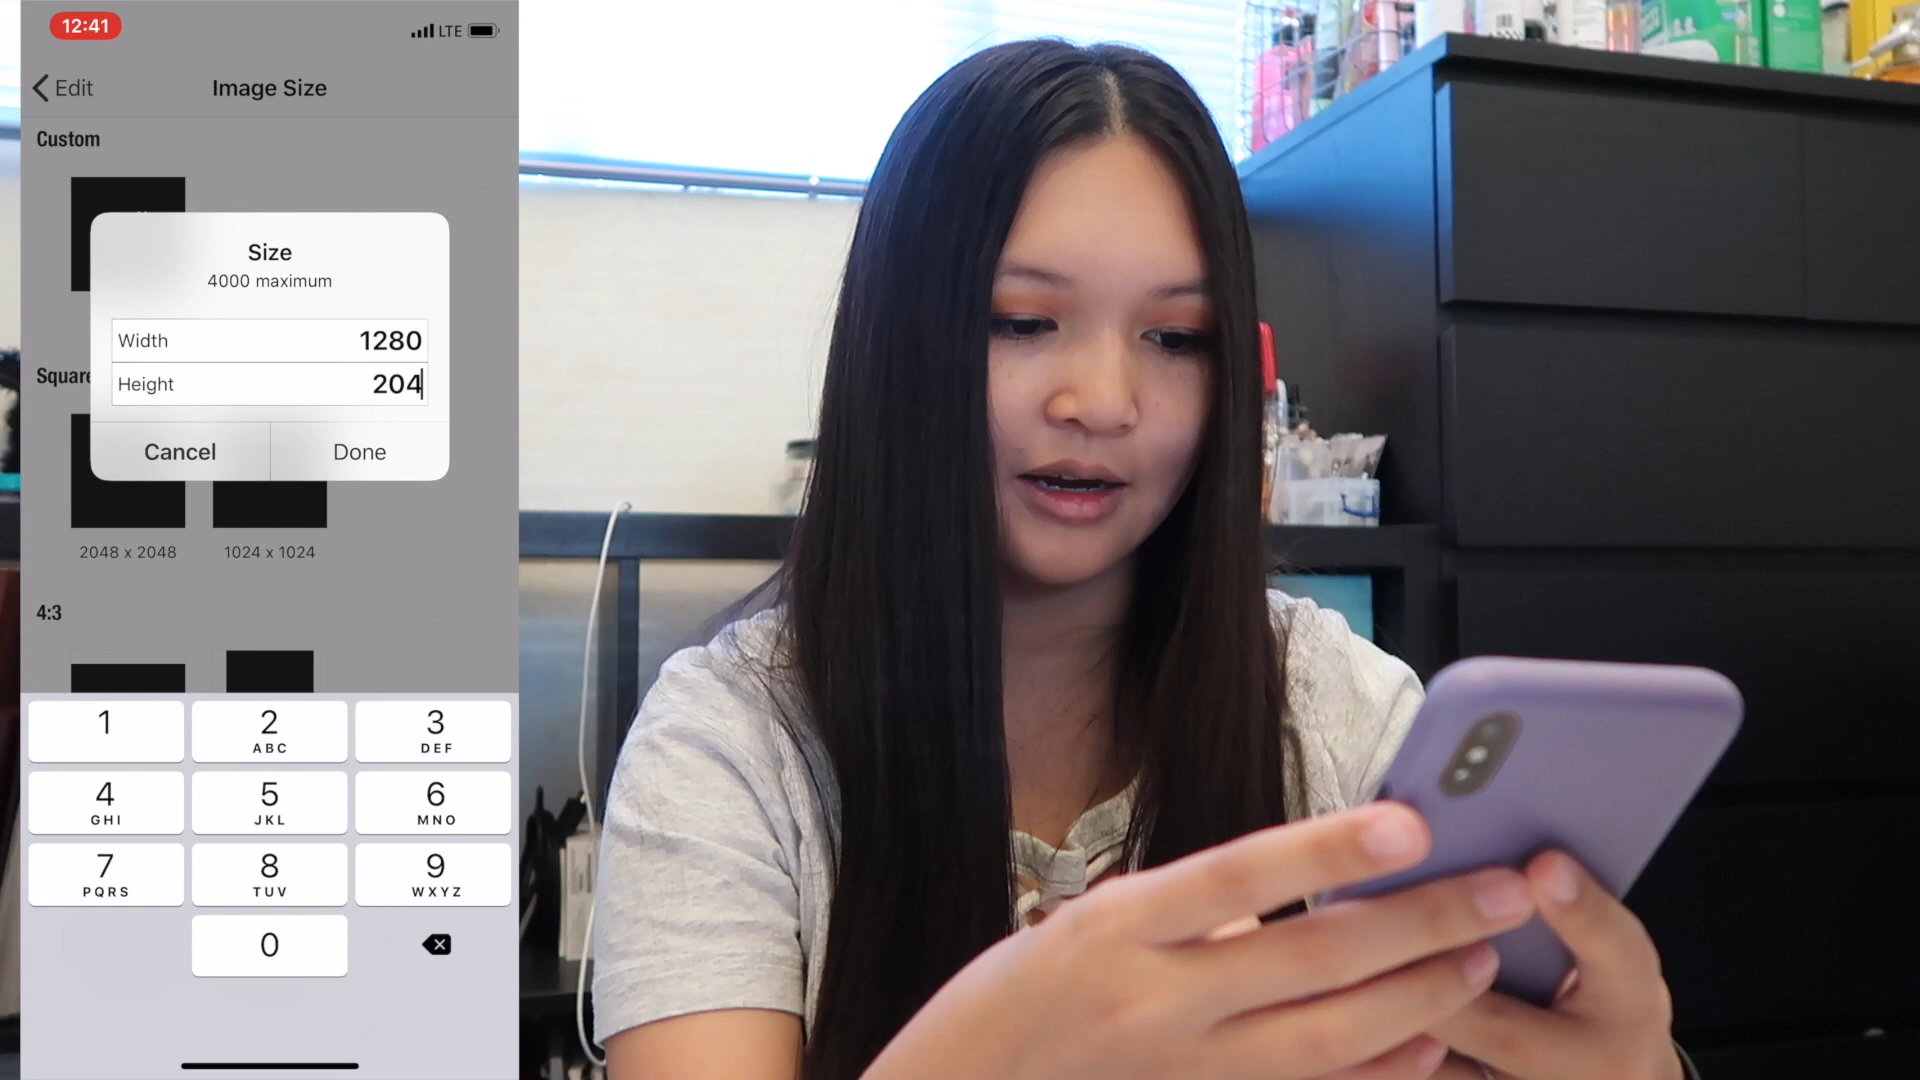 12:41
LTE
Edit
Image Size
Custom
Size
4000 maximum
Width 1280
Height 204
Square
Cancel Done
2048 x 2048 1024 x 1024
4:3
1 2 3
ABC DEF
4 5 6
GHI JKL MNO
7 8 9
PQRS TUV WXYZ
0